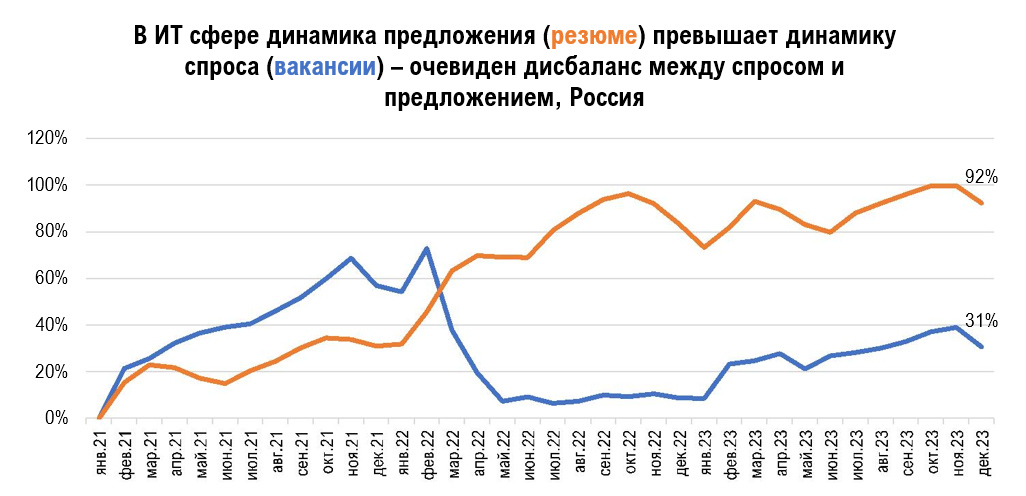 В ИТ сфере динамика предложения (резюме) превышает динамику
спроса (вакансии) – очевиден дисбаланс между спросом и
предложением, Россия
120%
100%
80%
60%
40%
20%
0%
92%
31%
янв.21
фев.21
мар.21
апр.21
май.21
июн.21
июл.21
авг.21
сен.21
окт.21
ноя.21
дек.21
янв.22
фев.22
мар.22
апр.22
май.22
июн.22
июл.22
авг.22
сен.22
окт.22
ноя.22
дек.22
янв.23
фев.23
мар.23
апр.23
май.23
июн.23
июл.23
авг.23
сен.23
окт.23
ноя.23
дек.23